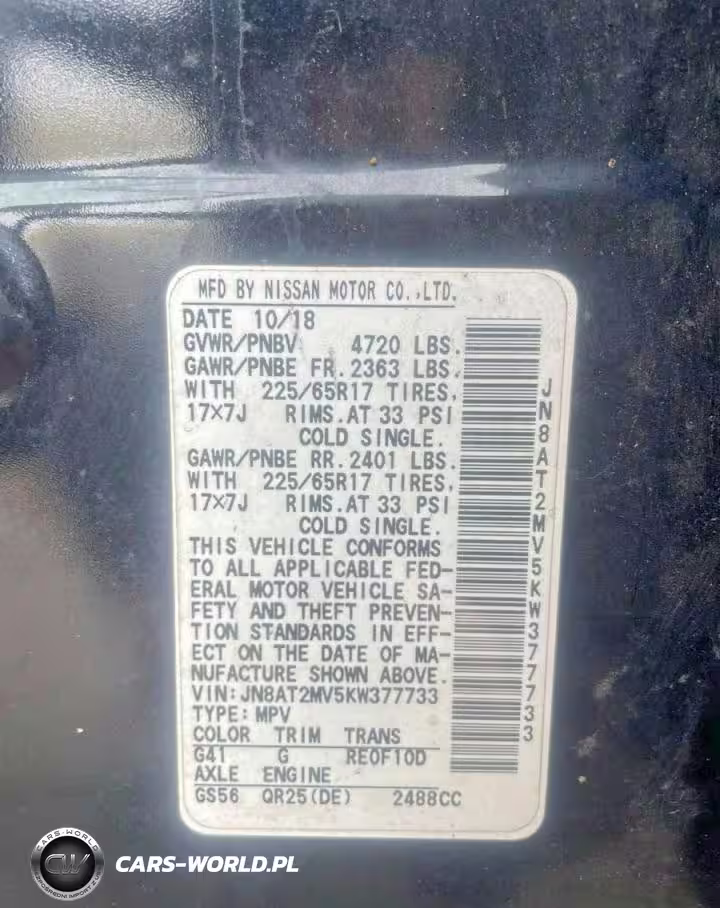 MFD BY NISSAN MOTOR CO.,LTD.
DATE 10/18
GVWR/PNBV 4720 LBS.
GAWR/PNBE FR.2363 LBS.
WITH 225/65R17 TIRES,
17×7J RIMS.AT 33 PSI
COLD SINGLE.
GAWR/PNBE RR.2401 LBS.
WITH 225/65R17 TIRES,
17×7J RIMS.AT 33 PSI
COLD SINGLE.
THIS VEHICLE CONFORMS
TO ALL APPLICABLE FED-
ERAL MOTOR VEHICLE SA-
FETY AND THEFT PREVEN-
TION STANDARDS IN EFF-
ECT ON THE DATE OF MA-
NUFACTURE SHOWN ABOVE.
VIN:JN8AT2MV5KW377733
TYPE:MPV
COLOR TRIM TRANS
G41 G RE0F10D
AXLE ENGINE
GS56 QR25(DE) 2488CC
JN8AT2MV5KW377733
CARS-WORLD
CW
CARS-WORLD.PL